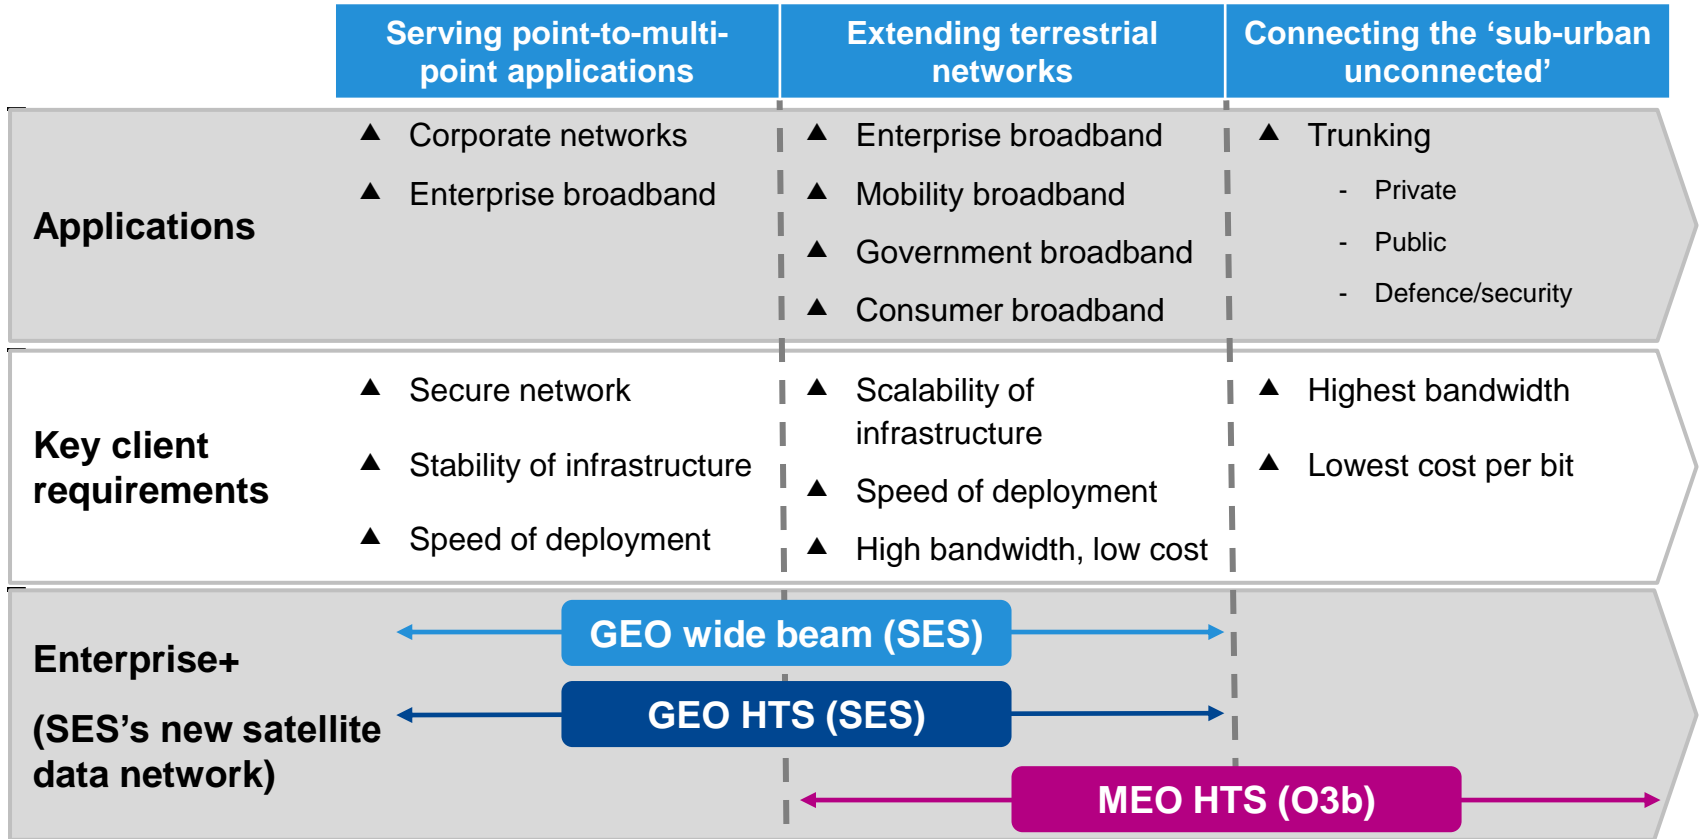 Serving point-to-multi-
point applications
Extending terrestrial
networks
Connecting the ‘sub-urban
unconnected’
Applications
▲ Corporate networks
▲ Enterprise broadband
▲ Enterprise broadband
▲ Mobility broadband
▲ Government broadband
▲ Consumer broadband
▲ Trunking
- Private
- Public
- Defence/security
Key client
requirements
▲ Secure network
▲ Stability of infrastructure
▲ Speed of deployment
▲ Scalability of
infrastructure
▲ Speed of deployment
▲ High bandwidth, low cost
▲ Highest bandwidth
▲ Lowest cost per bit
Enterprise+
(SES’s new satellite
data network)
GEO wide beam (SES)
GEO HTS (SES)
MEO HTS (O3b)